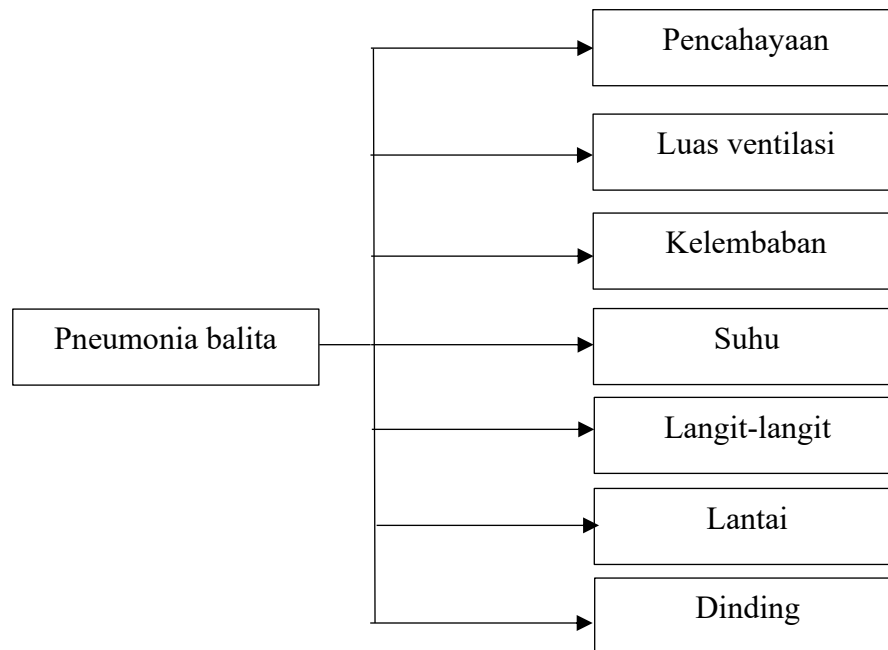 Pencahayaan
Luas ventilasi
Kelembaban
Pneumonia balita
Suhu
Langit-langit
Lantai
Dinding